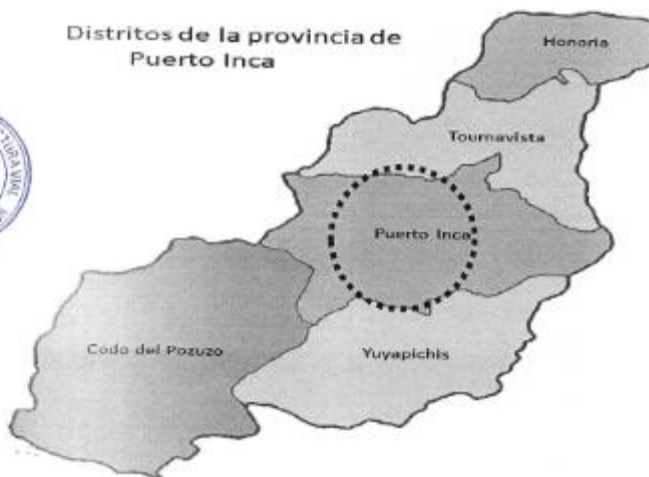 Distritos de la provincia de
Puerto Inca
Honoria
Tournavista
Puerto Inca
Codo del Pozuzo
Yuyapichis